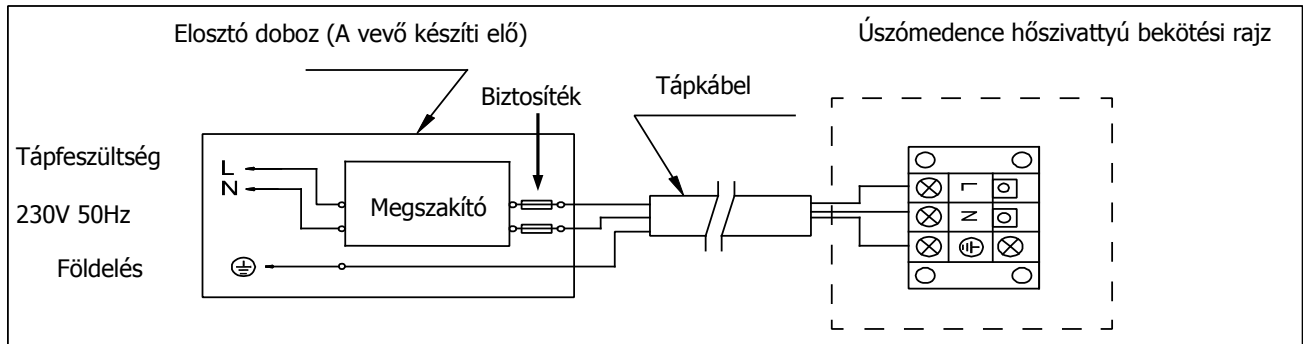 Elosztó doboz (A vevő készíti elő)
Úszómedence hőszivattyú bekötési rajz
Biztosíték
Tápkábel
Tápfeszültség
L
N
230V 50Hz
Megszakító
Földelés
L
N